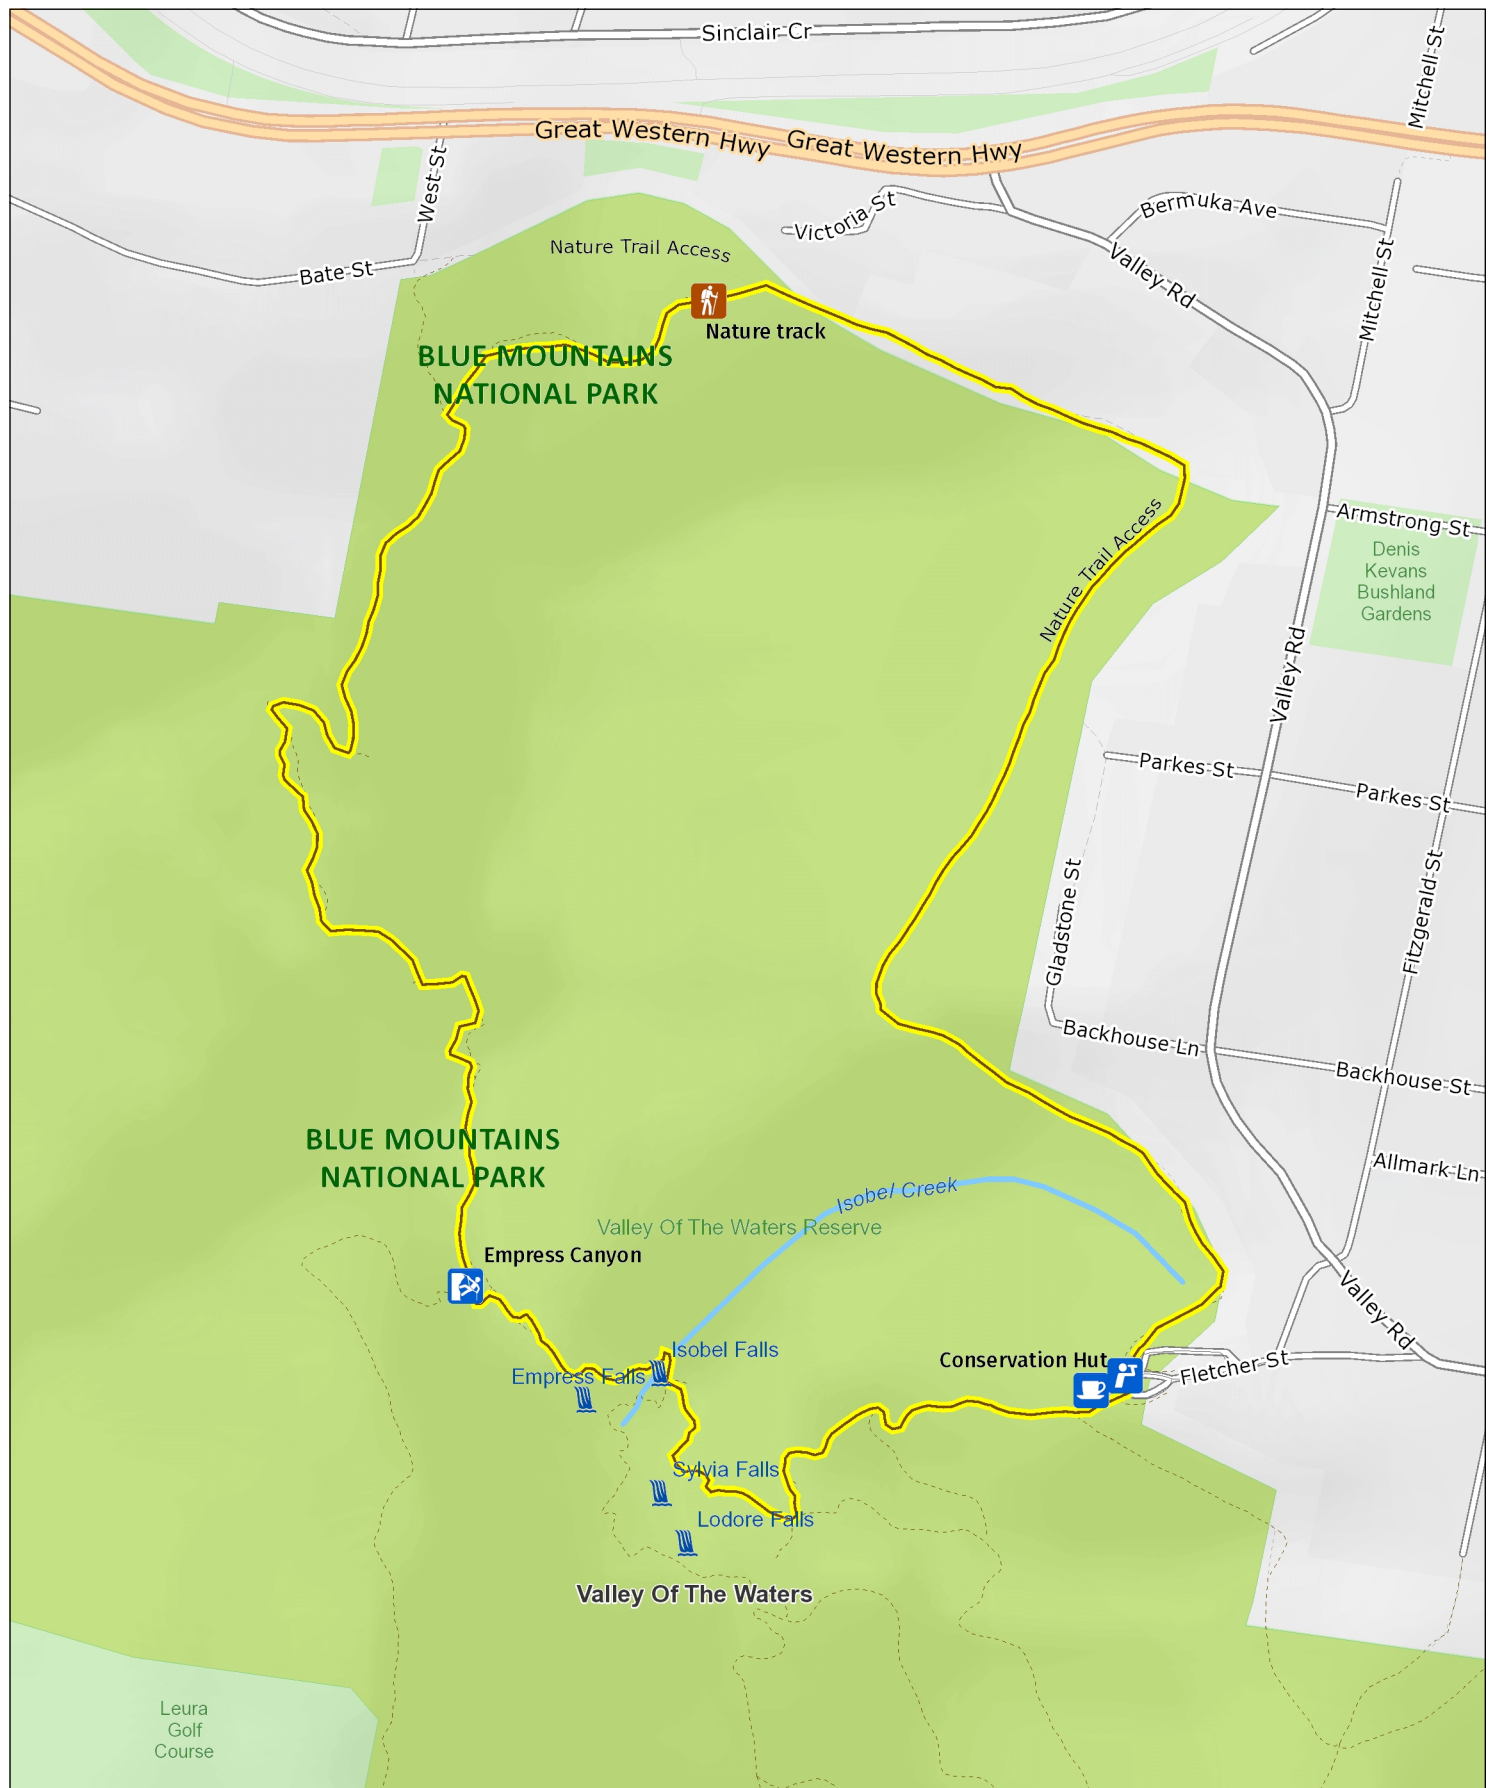 Sinclair Cr
Mitchell St
Great Western Hwy
Great Western Hwy
West St
Victoria St
Bermuka Ave
Nature Trail Access
Bate St
Valley Rd
Mitchell St
Nature track
BLUE MOUNTAINS
NATIONAL PARK
Armstrong St
Nature Trail Access
Denis
Kevans
Bushland
Gardens
Valley Rd
Parkes St
Parkes St
Gladstone St
Fitzgerald St
Backhouse Ln
Backhouse St
BLUE MOUNTAINS
NATIONAL PARK
Allmark Ln
Isobel Creek
Valley Of The Waters Reserve
Empress Canyon
Valley Rd
Isobel Falls
Conservation Hut
Fletcher St
Empress Falls
Sylvia Falls
Lodore Falls
Valley Of The Waters
Leura
Golf
Course